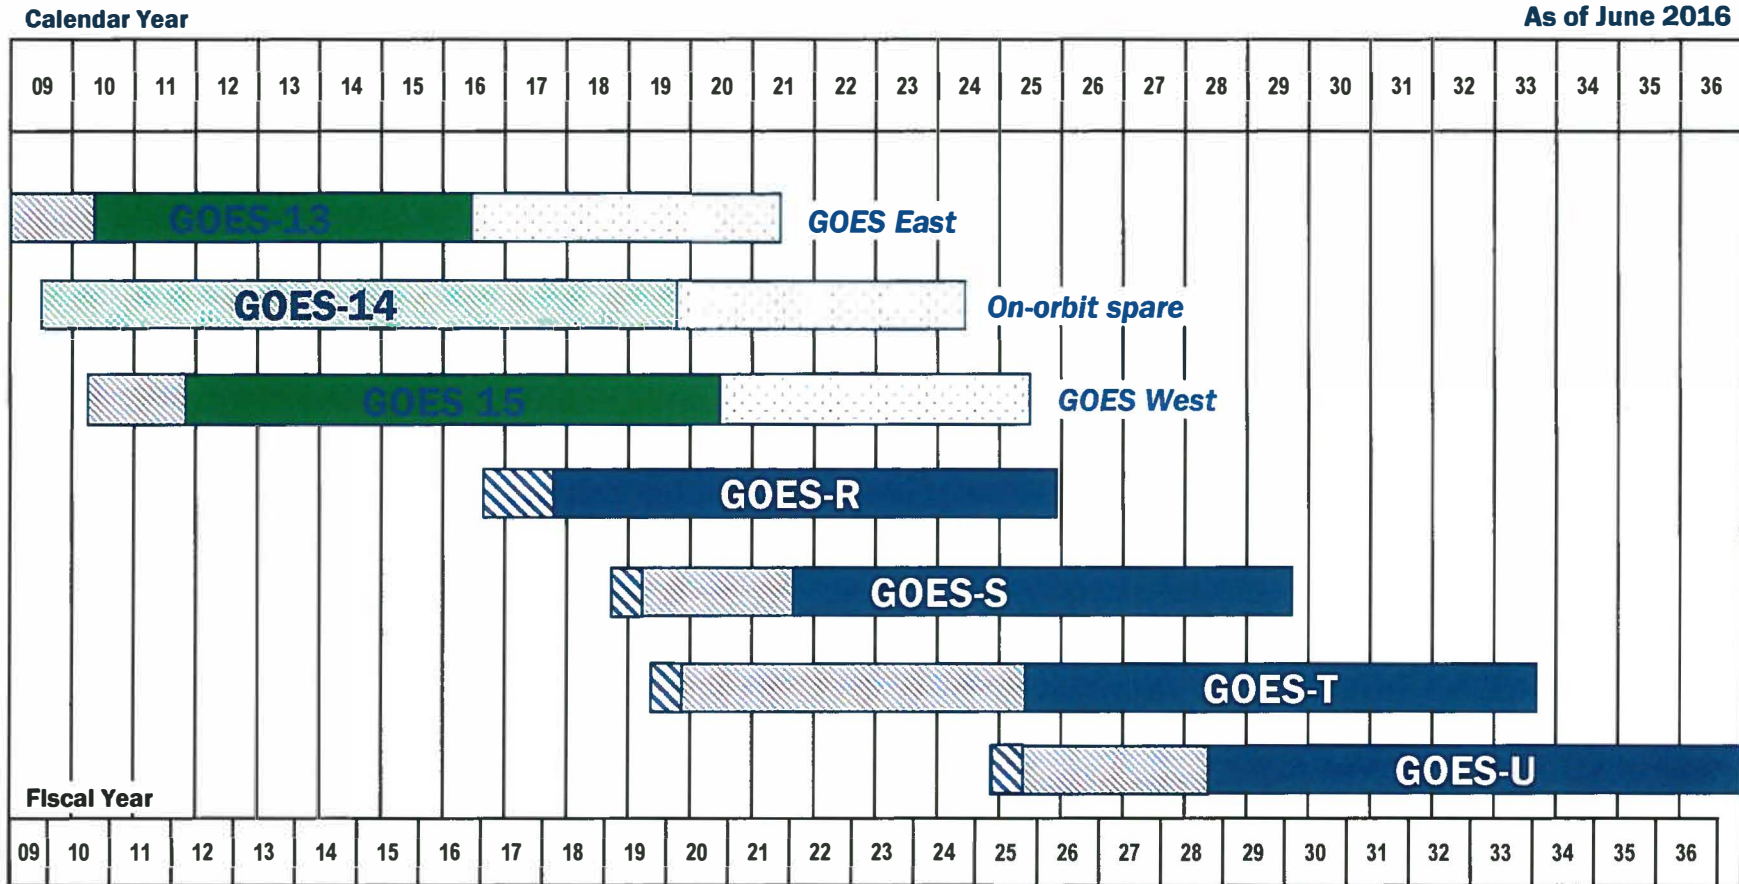 Calendar Year
As of June 2016
09 10 11 12 13 14 15 16 17 18 19 20 21 22 23 24 25 26 27 28 29 30 31 32 33 34 35 36
GOES-13
GOES East
GOES-14
On-orbit spare
GOES 15
GOES West
GOES-R
GOES-S
GOES-T
GOES-U
Fiscal Year
09 10 11 12 13 14 15 16 17 18 19 20 21 22 23 24 25 26 27 28 29 30 31 32 33 34 35 36